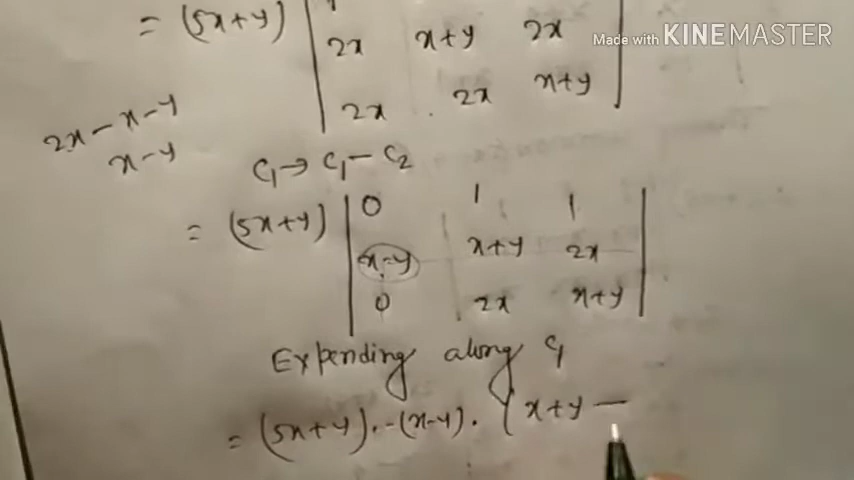 = (5x+y) |
2x x+y 2x
Made with KINEMASTER
2x 2x x+y
2x - x - y
x - y
C₁ → C₁ - C₂
= (5x+y) | 0 1 1 |
x-y x+y 2x
0 2x x+y
Expending along C₁
= (5x+y) . -(x-y) . ( x+y —